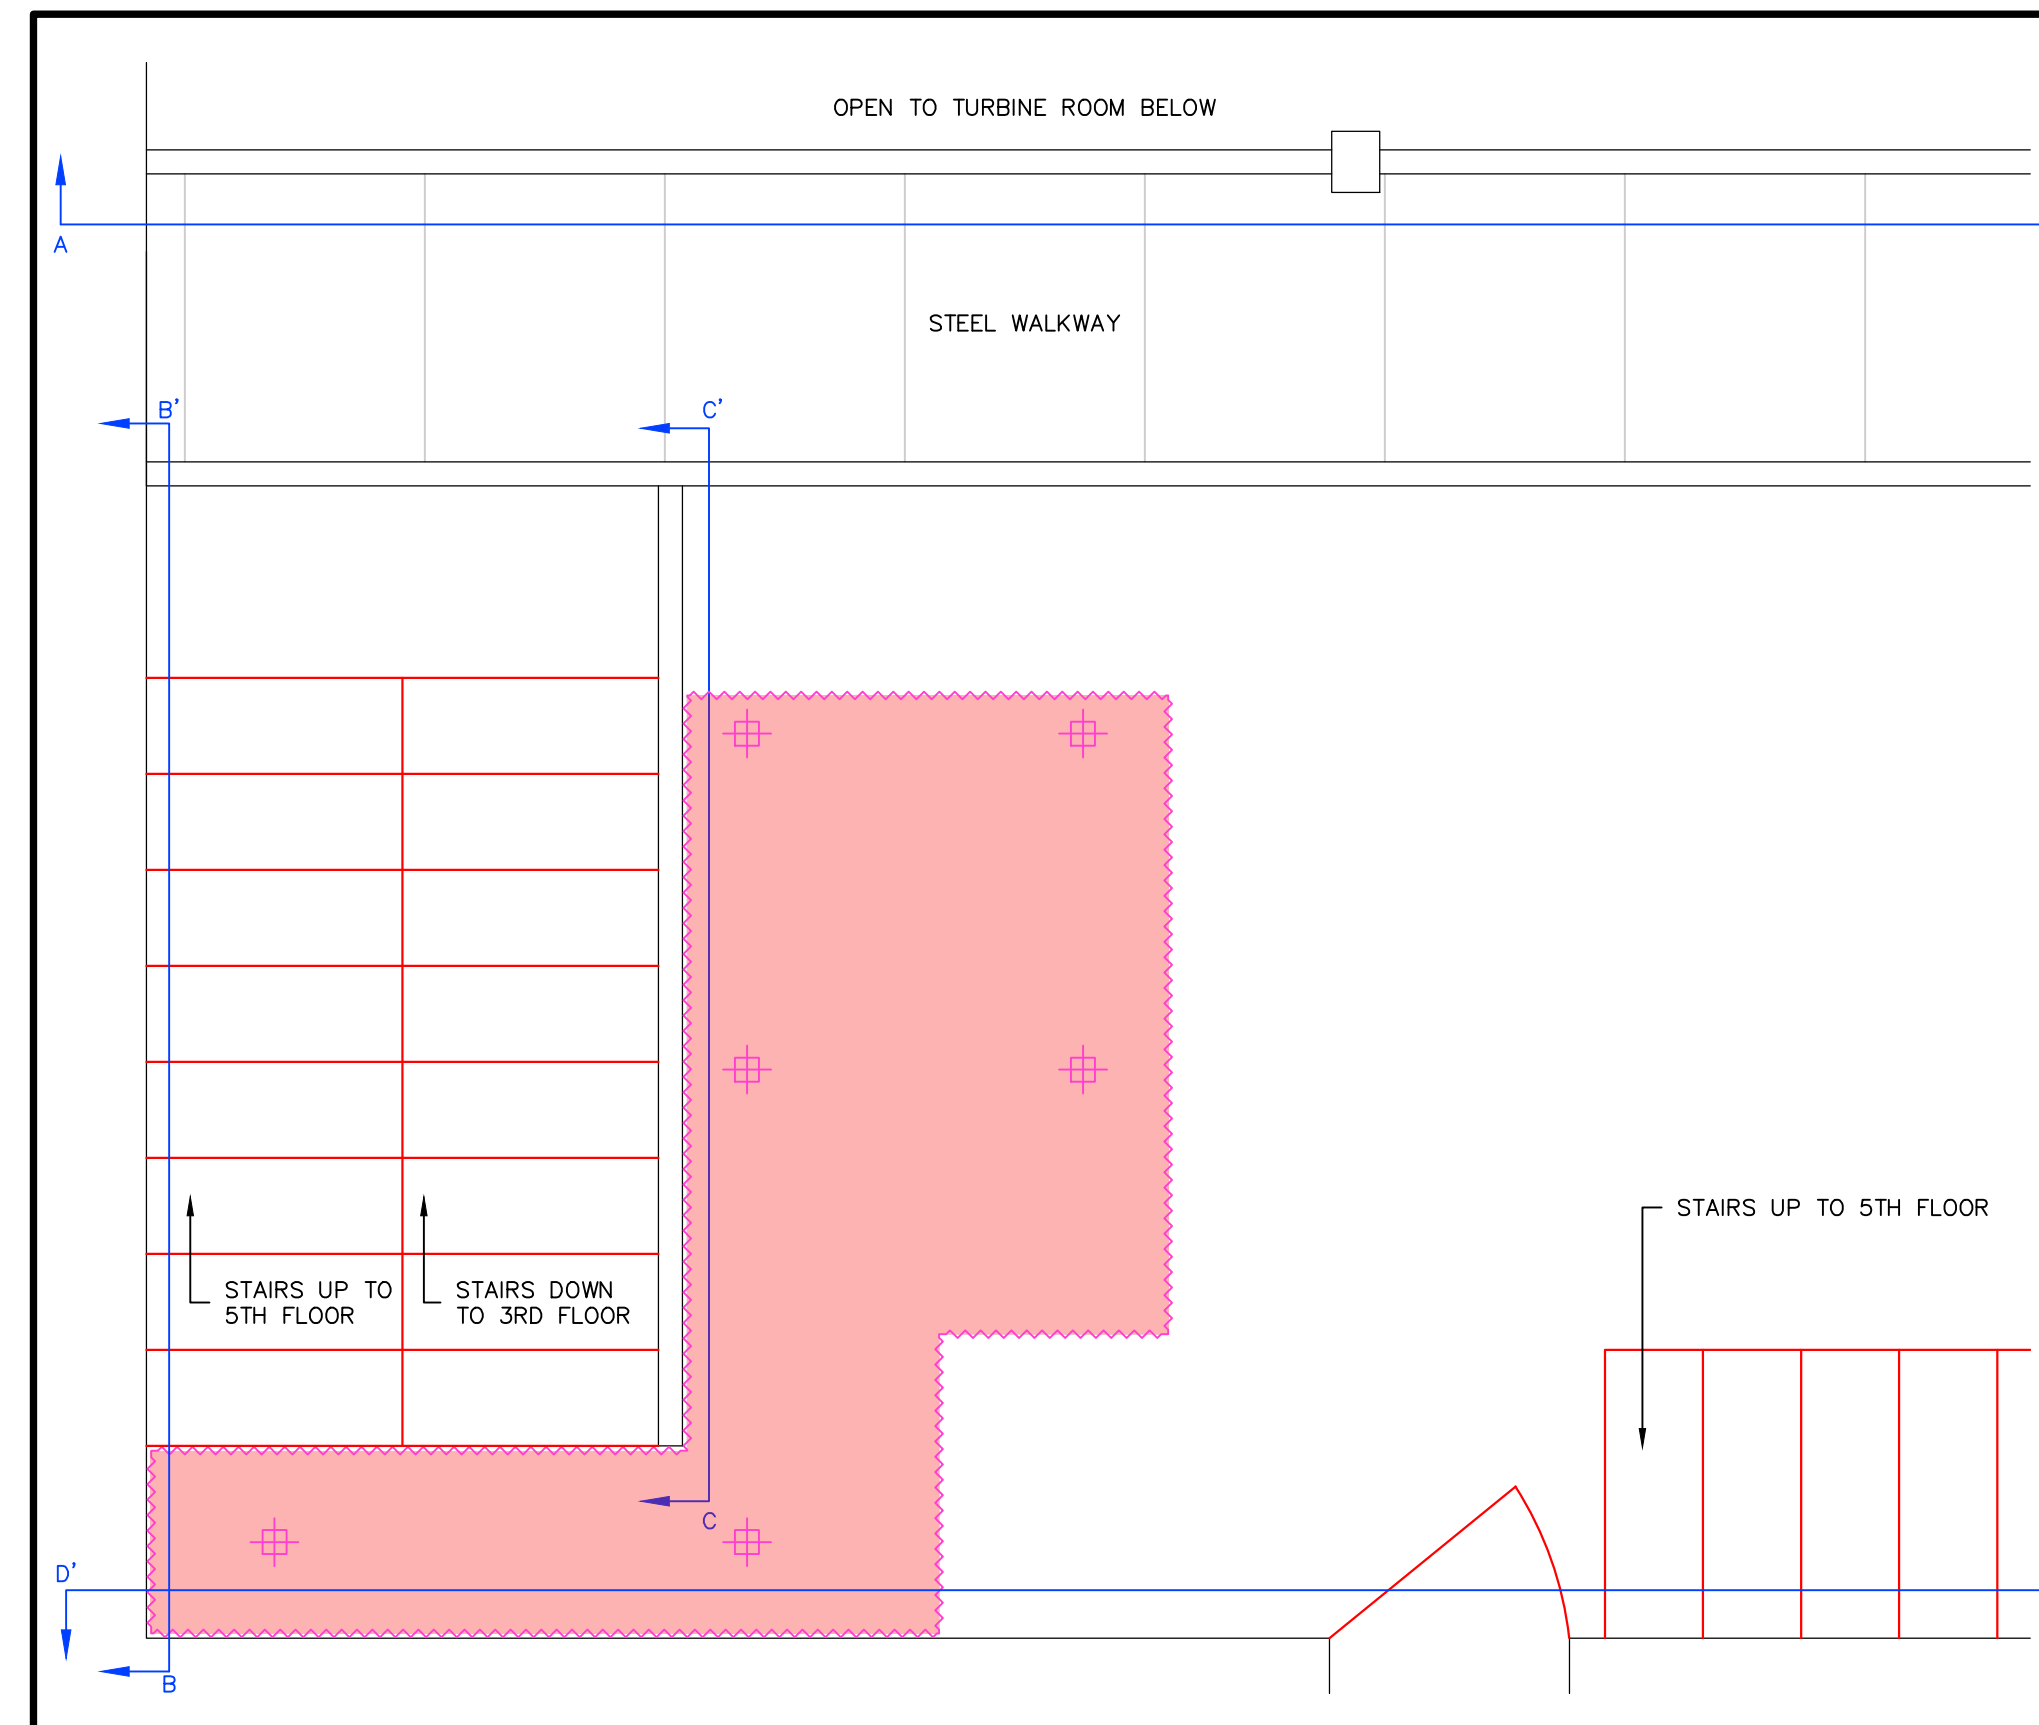 OPEN TO TURBINE ROOM BELOW
A
STEEL WALKWAY
B'
C'
STAIRS UP TO 5TH FLOOR
STAIRS UP TO
5TH FLOOR
STAIRS DOWN
TO 3RD FLOOR
C
D'
B